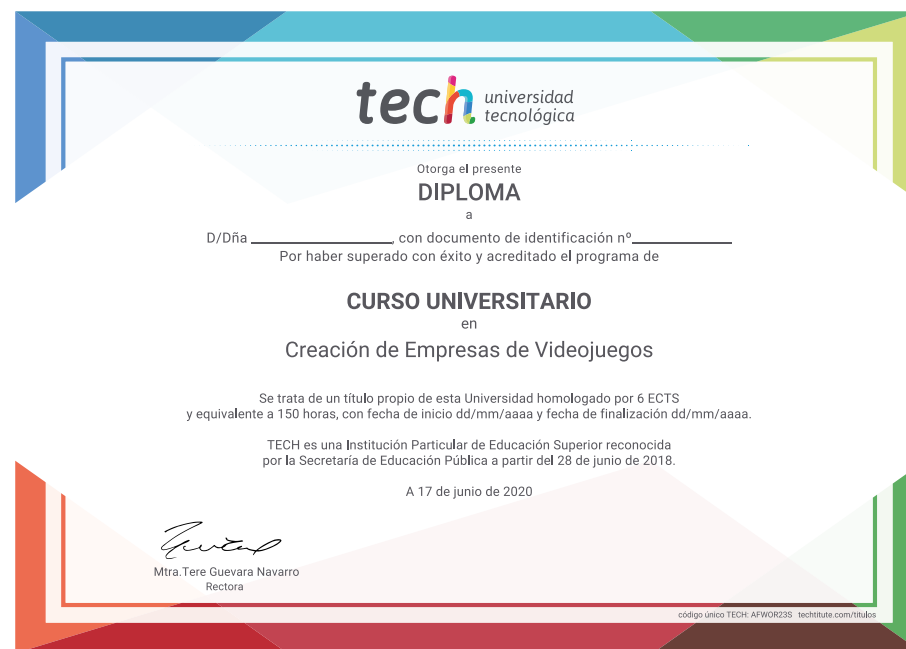 tech universidad
tecnológica
Otorga el presente
DIPLOMA
a
D/Dña ____________________, con documento de identificación nº______________
Por haber superado con éxito y acreditado el programa de
CURSO UNIVERSITARIO
en
Creación de Empresas de Videojuegos
Se trata de un título propio de esta Universidad homologado por 6 ECTS
y equivalente a 150 horas, con fecha de inicio dd/mm/aaaa y fecha de finalización dd/mm/aaaa.
TECH es una Institución Particular de Educación Superior reconocida
por la Secretaría de Educación Pública a partir del 28 de junio de 2018.
A 17 de junio de 2020
Mtra.Tere Guevara Navarro
Rectora
código único TECH: AFWOR23S techtitute.com/titulos